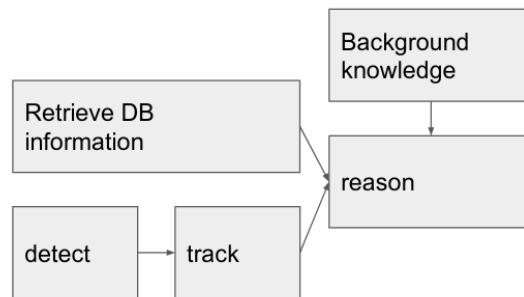 Background
knowledge
Retrieve DB
information
reason
detect
track